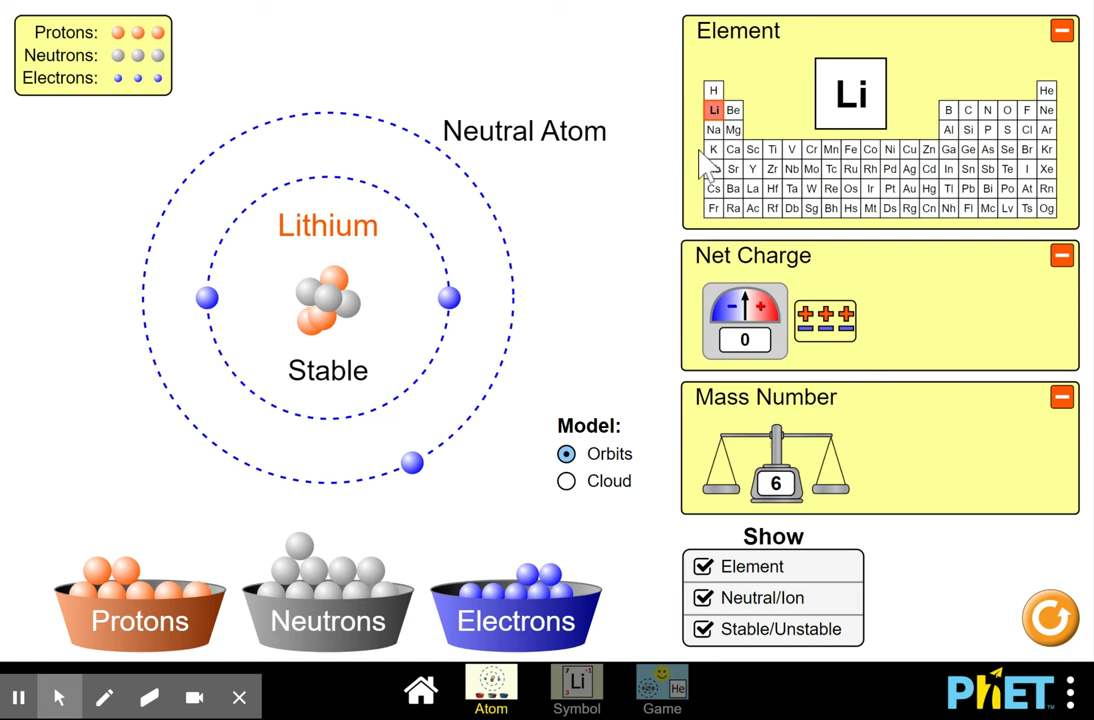 Protons:
Neutrons:
Electrons:
Neutral Atom
Lithium
Stable
Model:
Orbits
Cloud
Protons
Neutrons
Electrons
Element
Li
H He
Li Be B C N O F Ne
Na Mg Al Si P S Cl Ar
K Ca Sc Ti V Cr Mn Fe Co Ni Cu Zn Ga Ge As Se Br Kr
Sr Y Zr Nb Mo Tc Ru Rh Pd Ag Cd In Sn Sb Te I Xe
Cs Ba La Hf Ta W Re Os Ir Pt Au Hg Tl Pb Bi Po At Rn
Fr Ra Ac Rf Db Sg Bh Hs Mt Ds Rg Cn Nh Fl Mc Lv Ts Og
Net Charge
- +
0
+ + +
- - -
Mass Number
6
Show
Element
Neutral/Ion
Stable/Unstable
Atom
7 -1
Li
3
Symbol
He
Game
PhET